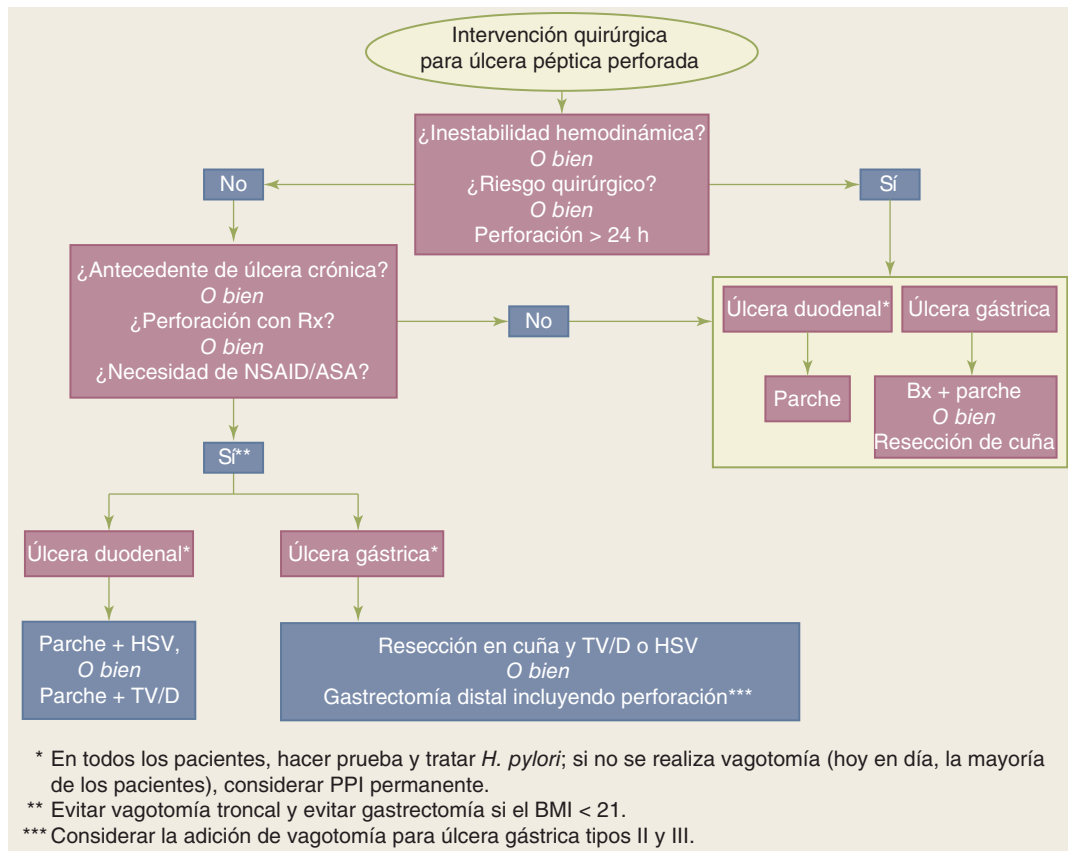 Intervención quirúrgica
para úlcera péptica perforada
¿Inestabilidad hemodinámica?
O bien
¿Riesgo quirúrgico?
O bien
Perforación > 24 h
No
Sí
¿Antecedente de úlcera crónica?
O bien
¿Perforación con Rx?
O bien
¿Necesidad de NSAID/ASA?
No
Úlcera duodenal*
Úlcera gástrica
Parche
Bx + parche
O bien
Resección de cuña
Sí**
Úlcera duodenal*
Úlcera gástrica*
Parche + HSV,
O bien
Parche + TV/D
Resección en cuña y TV/D o HSV
O bien
Gastrectomía distal incluyendo perforación***
* En todos los pacientes, hacer prueba y tratar H. pylori; si no se realiza vagotomía (hoy en día, la mayoría
de los pacientes), considerar PPI permanente.
** Evitar vagotomía troncal y evitar gastrectomía si el BMI < 21.
*** Considerar la adición de vagotomía para úlcera gástrica tipos II y III.